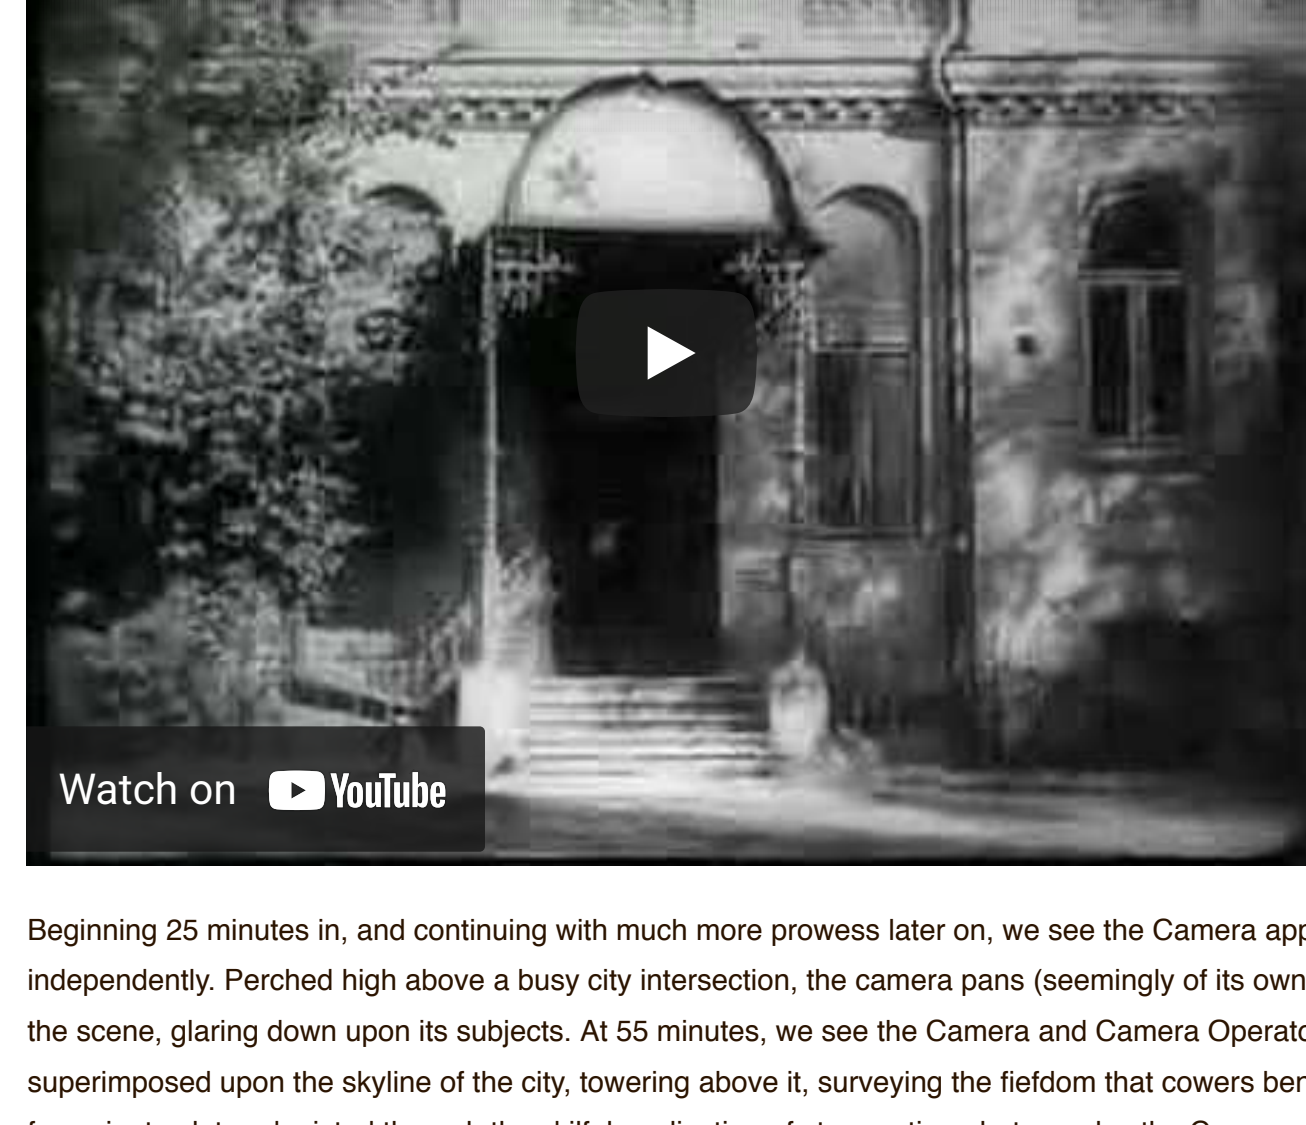 Watch on YouTube
Beginning 25 minutes in, and continuing with much more prowess later on, we see the Camera app
independently. Perched high above a busy city intersection, the camera pans (seemingly of its own
the scene, glaring down upon its subjects. At 55 minutes, we see the Camera and Camera Operato
superimposed upon the skyline of the city, towering above it, surveying the fiefdom that cowers ben